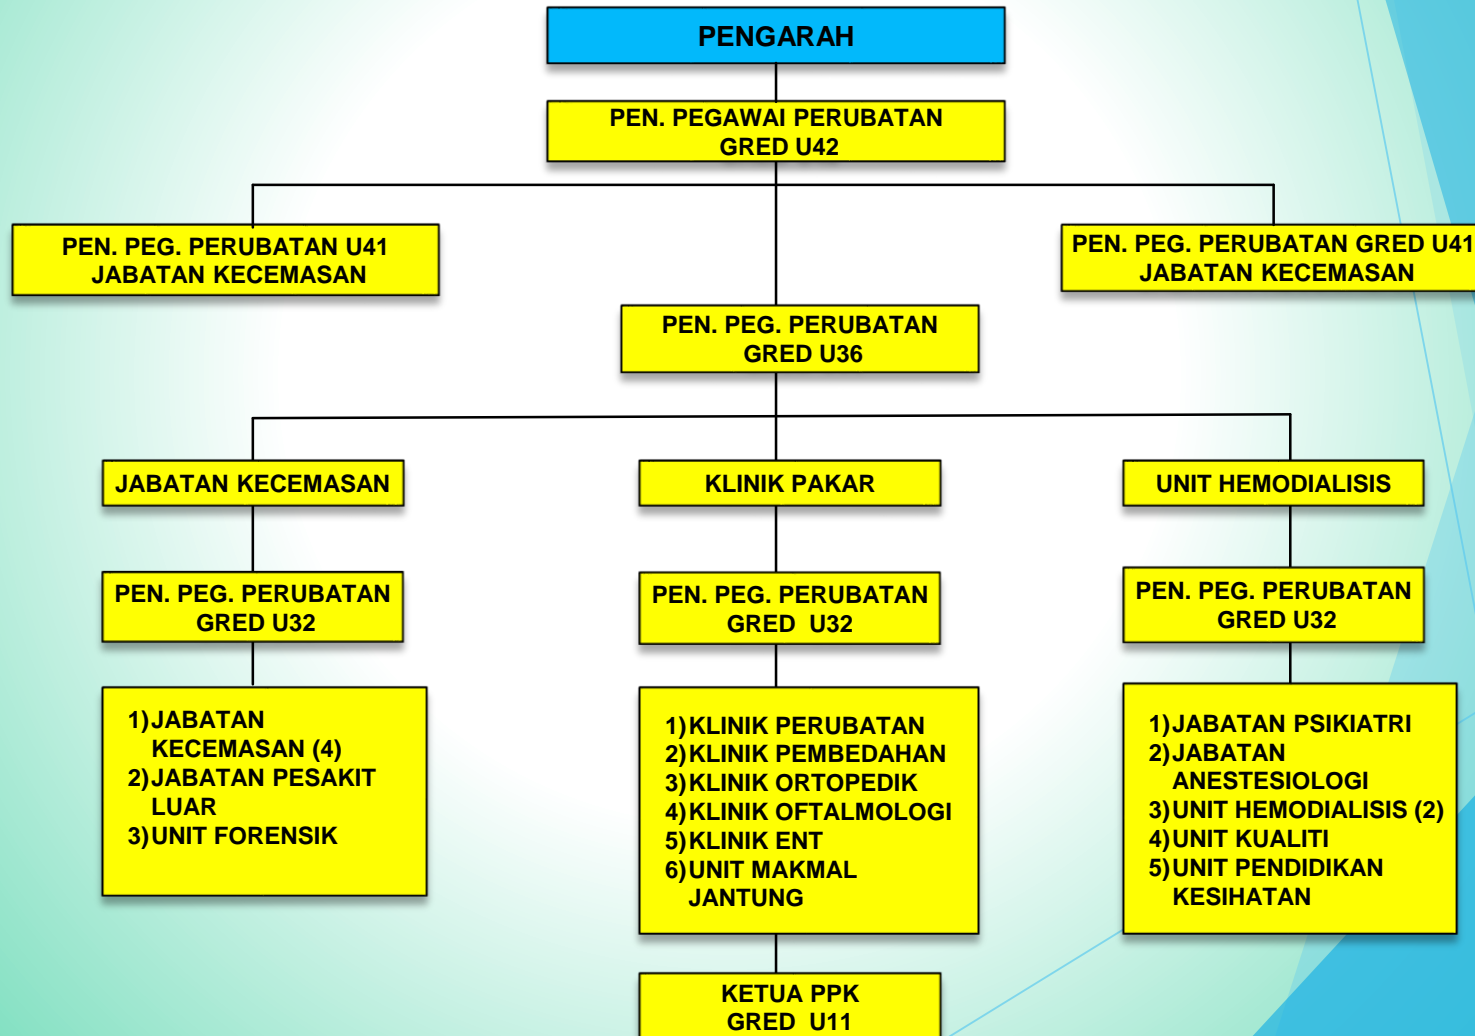 PENGARAH
PEN. PEGAWAI PERUBATAN
GRED U42
PEN. PEG. PERUBATAN U41
JABATAN KECEMASAN
PEN. PEG. PERUBATAN GRED U41
JABATAN KECEMASAN
PEN. PEG. PERUBATAN
GRED U36
JABATAN KECEMASAN
KLINIK PAKAR
UNIT HEMODIALISIS
PEN. PEG. PERUBATAN
GRED U32
PEN. PEG. PERUBATAN
GRED U32
PEN. PEG. PERUBATAN
GRED U32
1)JABATAN
KECEMASAN (4)
2)JABATAN PESAKIT
LUAR
3)UNIT FORENSIK
1)KLINIK PERUBATAN
2)KLINIK PEMBEDAHAN
3)KLINIK ORTOPEDIK
4)KLINIK OFTALMOLOGI
5)KLINIK ENT
6)UNIT MAKMAL
JANTUNG
1)JABATAN PSIKIATRI
2)JABATAN
ANESTESIOLOGI
3)UNIT HEMODIALISIS (2)
4)UNIT KUALITI
5)UNIT PENDIDIKAN
KESIHATAN
KETUA PPK
GRED U11